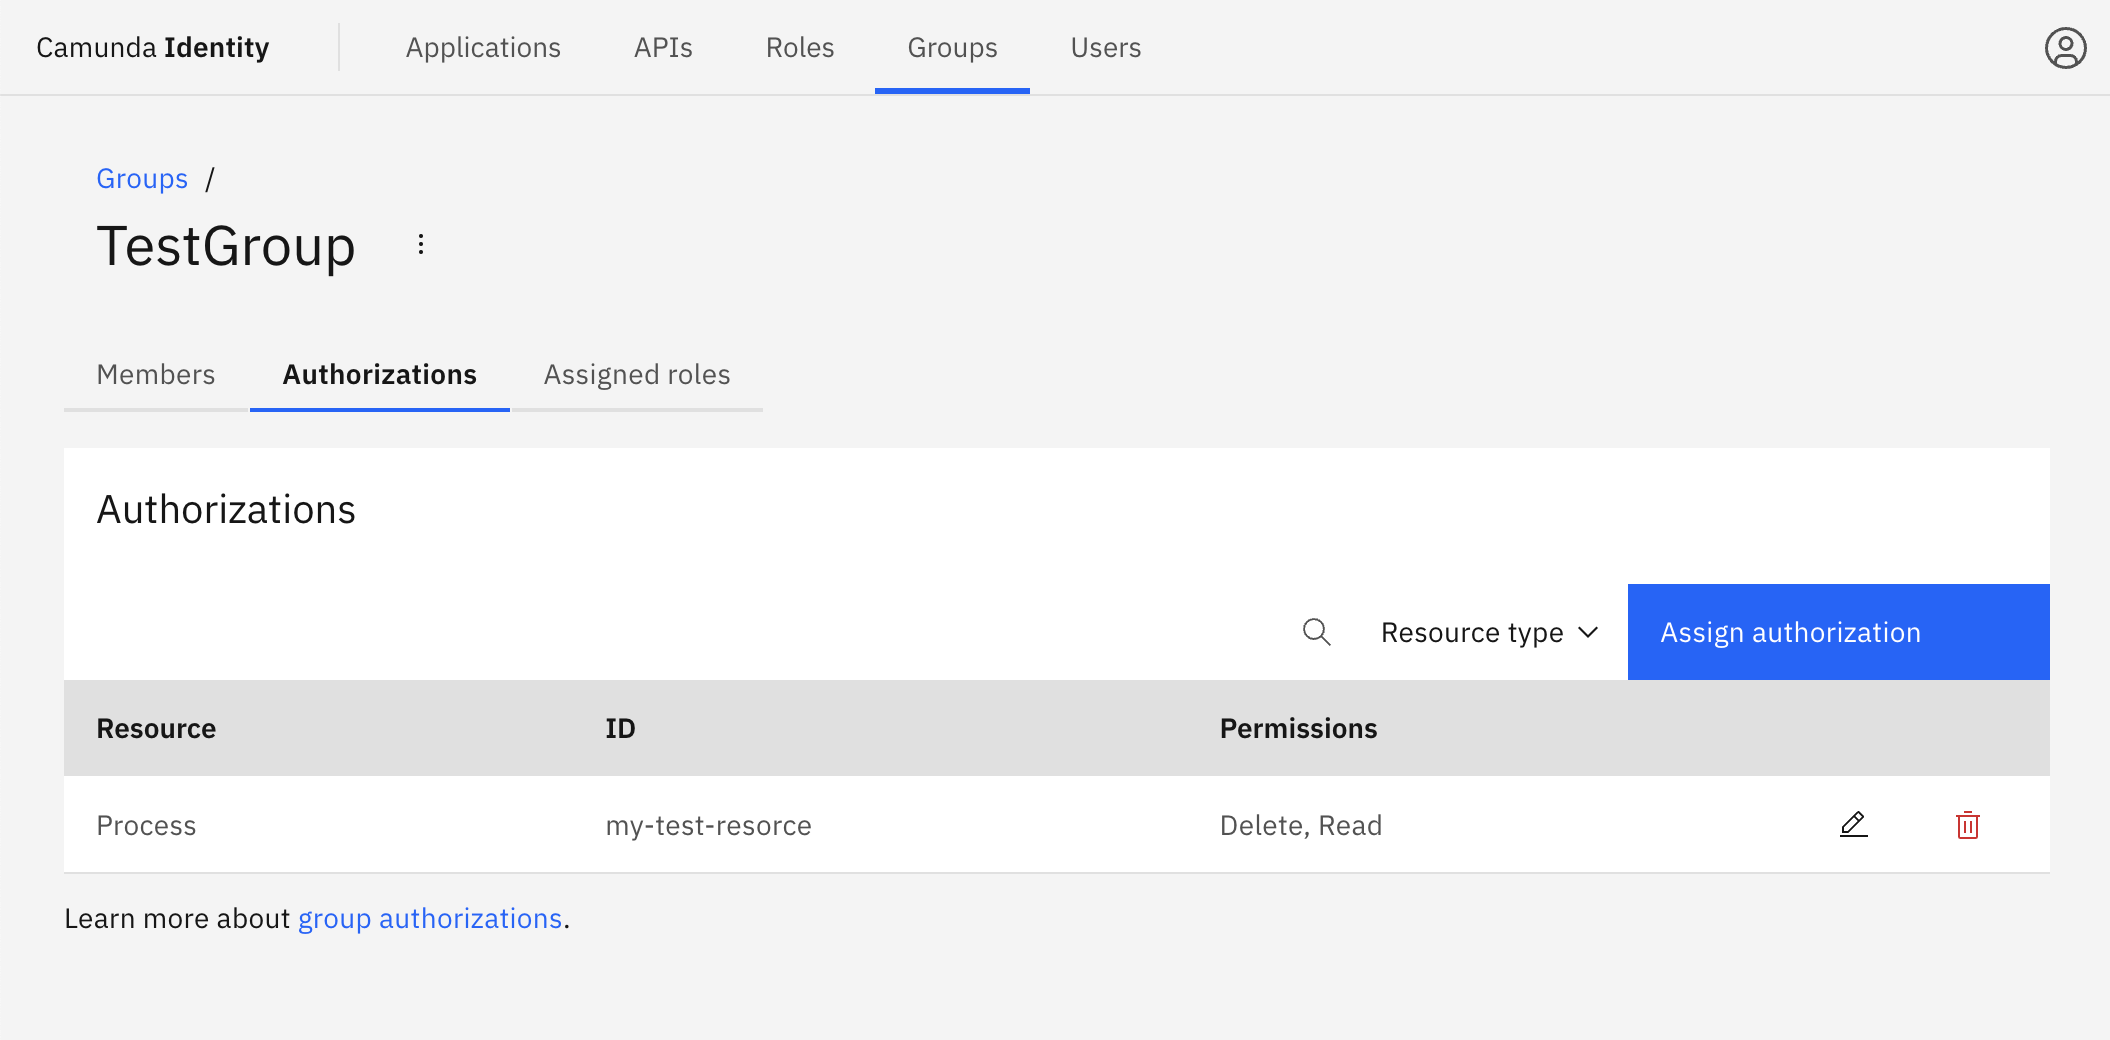 Camunda Identity Applications APIs Roles Groups Users
Groups /
TestGroup
Members Authorizations Assigned roles
Authorizations
Resource type Assign authorization
Resource ID Permissions
Process my-test-resorce Delete, Read
Learn more about group authorizations.